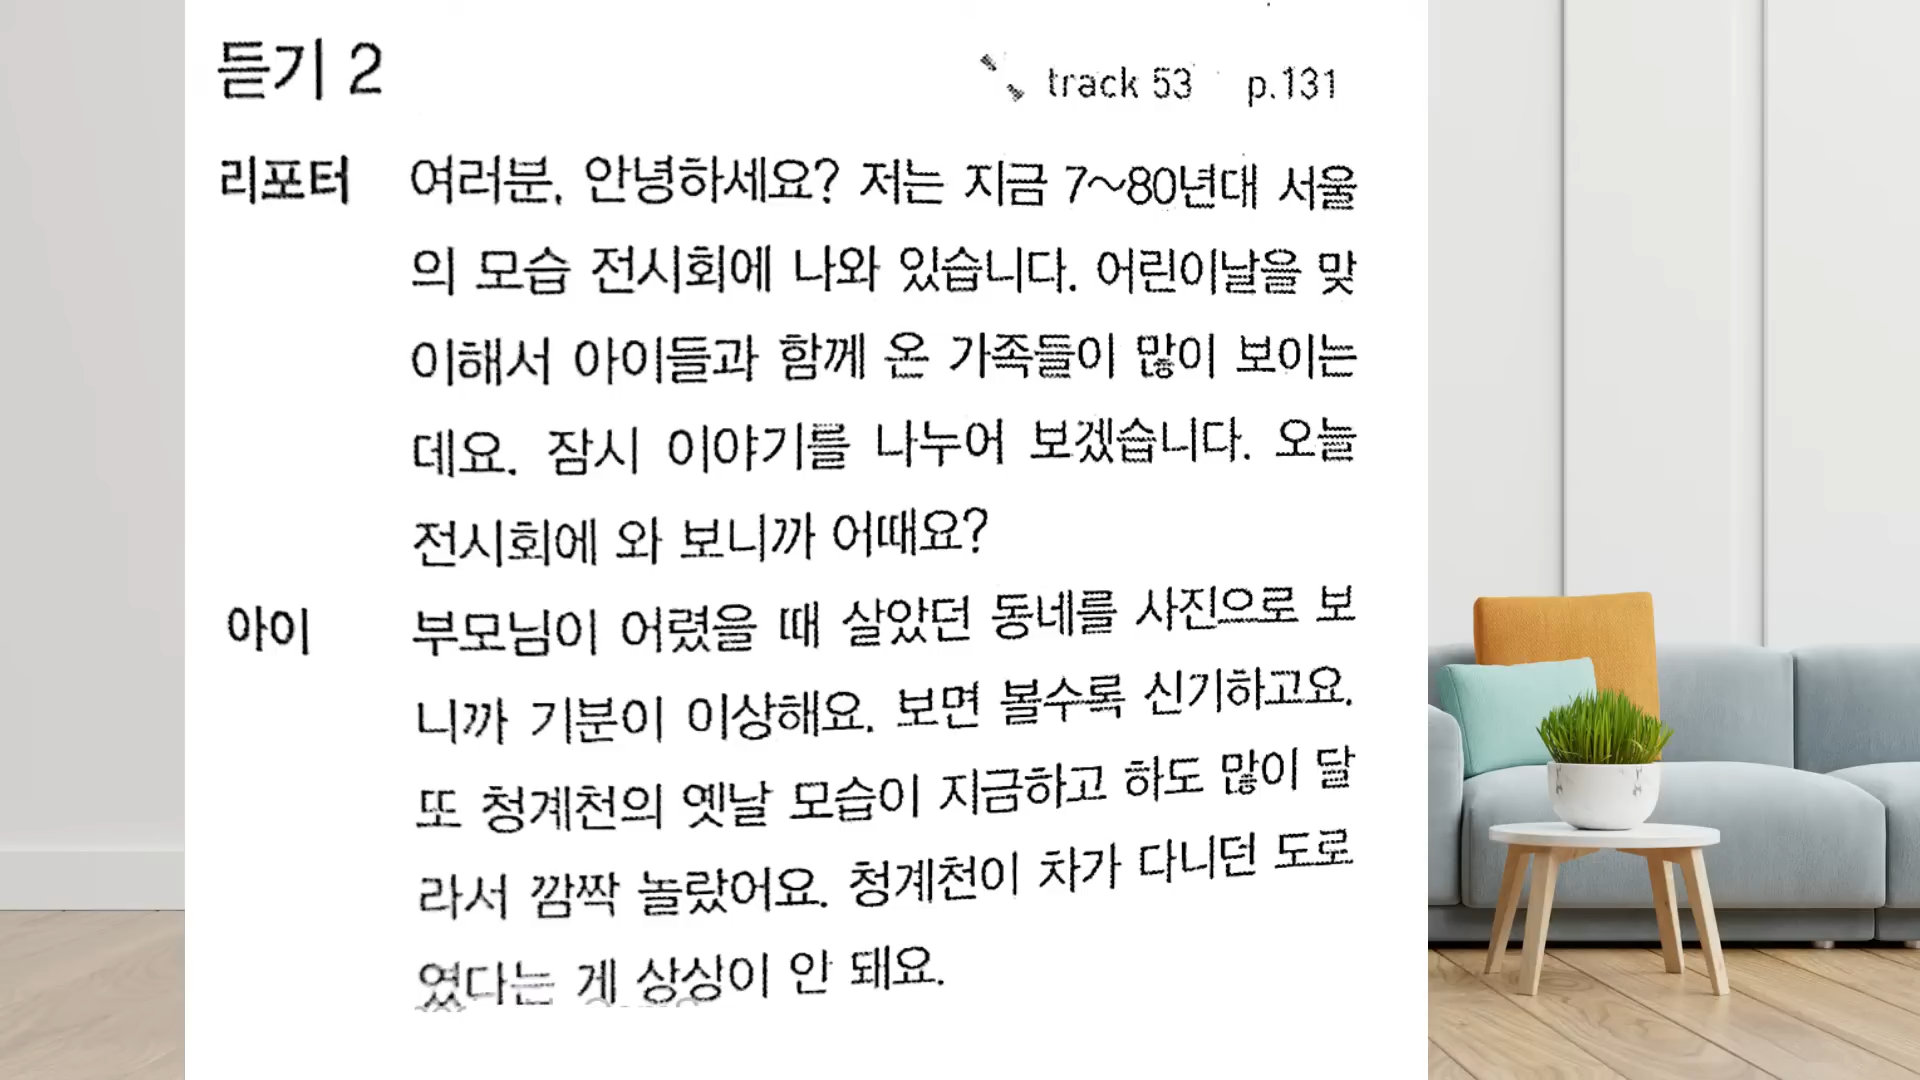 듣기 2
track 53 p.131
리포터 여러분, 안녕하세요? 저는 지금 7~80년대 서울
의 모습 전시회에 나와 있습니다. 어린이날을 맞
이해서 아이들과 함께 온 가족들이 많이 보이는
데요. 잠시 이야기를 나누어 보겠습니다. 오늘
전시회에 와 보니까 어때요?
아이 부모님이 어렸을 때 살았던 동네를 사진으로 보
니까 기분이 이상해요. 보면 볼수록 신기하고요.
또 청계천의 옛날 모습이 지금하고 하도 많이 달
라서 깜짝 놀랐어요. 청계천이 차가 다니던 도로
였다는 게 상싱이 안 돼요.